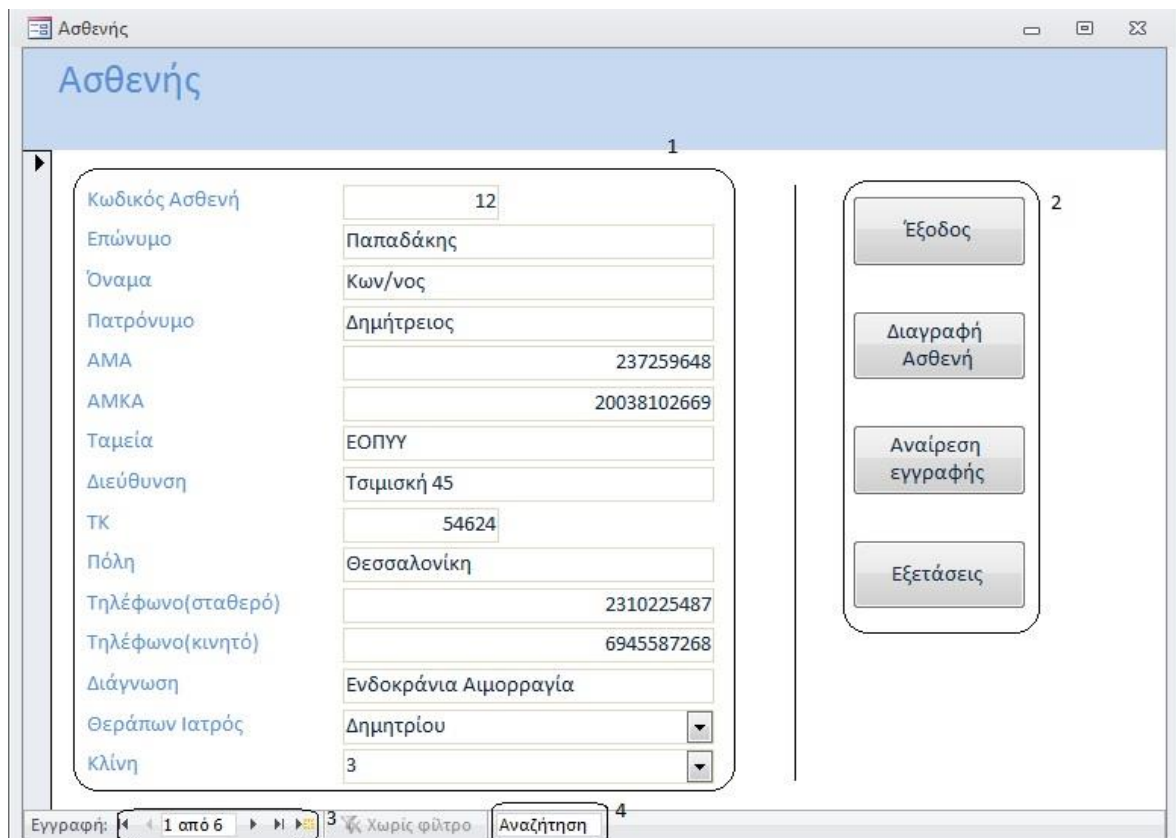 Ασθενής
Ασθενής
1
Κωδικός Ασθενή 12
Επώνυμο Παπαδάκης
Όναμα Κων/νος
Πατρόνυμο Δημήτρειος
ΑΜΑ 237259648
ΑΜΚΑ 20038102669
Ταμεία ΕΟΠΥΥ
Διεύθυνση Τσιμισκή 45
ΤΚ 54624
Πόλη Θεσσαλονίκη
Τηλέφωνο(σταθερό) 2310225487
Τηλέφωνο(κινητό) 6945587268
Διάγνωση Ενδοκράνια Αιμορραγία
Θεράπων Ιατρός Δημητρίου
Κλίνη 3
2
Έξοδος
Διαγραφή
Ασθενή
Αναίρεση
εγγραφής
Εξετάσεις
Εγγραφή: 1 από 6 3 Χωρίς φίλτρο Αναζήτηση 4